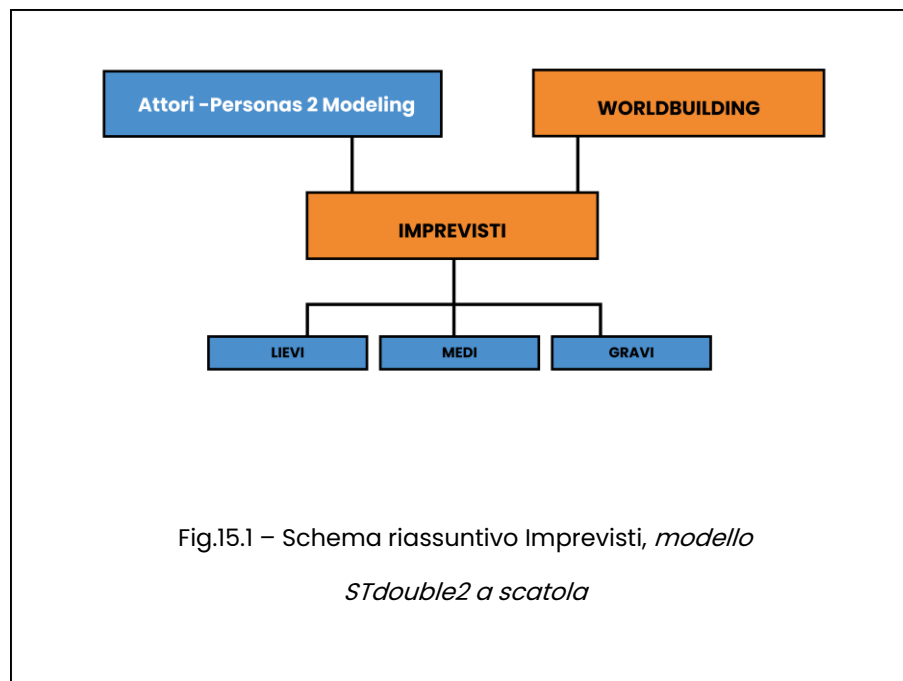 Attori -Personas 2 Modeling
WORLDBUILDING
IMPREVISTI
LIEVI
MEDI
GRAVI
Fig.15.1 – Schema riassuntivo Imprevisti, modello
STdouble2 a scatola